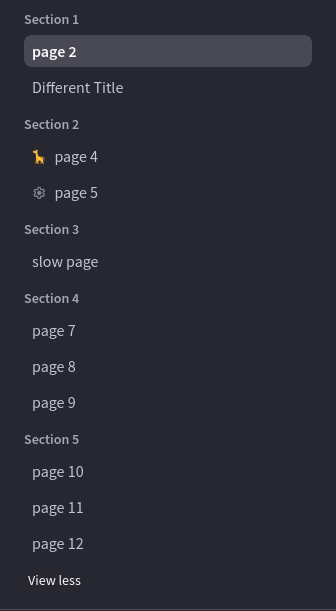 Section 1
page 2
Different Title
Section 2
page 4
page 5
Section 3
slow page
Section 4
page 7
page 8
page 9
Section 5
page 10
page 11
page 12
View less